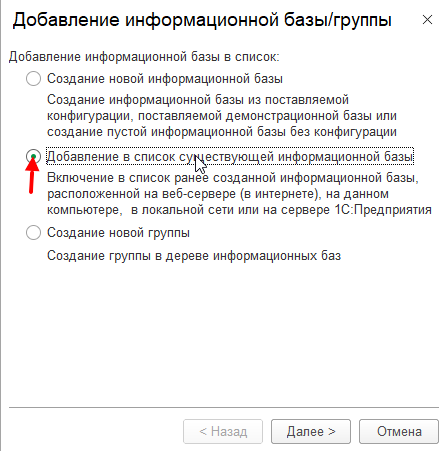 Добавление информационной базы/группы
Добавление информационной базы в список:
Создание новой информационной базы
Создание информационной базы из поставляемой
конфигурации, поставляемой демонстрационной базы или
создание пустой информационной базы без конфигурации
Добавление в список существующей информационной базы
Включение в список ранее созданной информационной базы,
расположенной на веб-сервере (в интернете), на данном
компьютере, в локальной сети или на сервере 1С:Предприятия
Создание новой группы
Создание группы в дереве информационных баз
< Назад
Далее >
Отмена